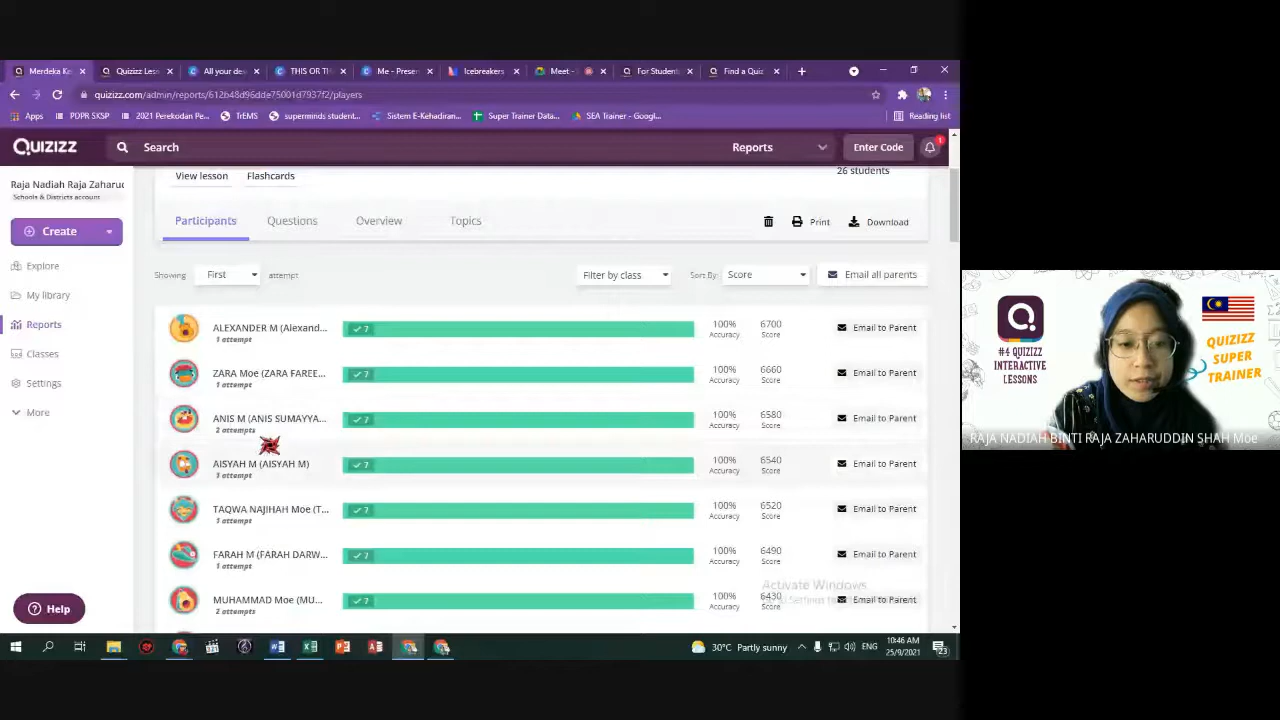 Merdeka Ke
Quizizz Less
All your des
THIS OR TH
Me - Presen
Icebreakers
Meet -
For Student
Find a Quiz
quizizz.com/admin/reports/612b48d96dde75001d7937f2/players
Apps
PDPR SKSP
2021 Perekodan Pe...
TrEMS
superminds student...
Sistem E-Kehadiran...
Super Trainer Data...
SEA Trainer - Googl...
Reading list
Quizizz
Search
Reports
Enter Code
1
Raja Nadiah Raja Zaharuc
Schools & Districts account
Create
Explore
My library
Reports
Classes
Settings
More
Help
View lesson
Flashcards
26 students
Participants
Questions
Overview
Topics
Print
Download
Showing
First
attempt
Filter by class
Sort By:
Score
Email all parents
ALEXANDER M (Alexand...
1 attempt
7
100%
Accuracy
6700
Score
Email to Parent
ZARA Moe (ZARA FAREE...
1 attempt
7
100%
Accuracy
6660
Score
Email to Parent
ANIS M (ANIS SUMAYYA...
2 attempts
7
100%
Accuracy
6580
Score
Email to Parent
AISYAH M (AISYAH M)
1 attempt
7
100%
Accuracy
6540
Score
Email to Parent
TAQWA NAJIHAH Moe (T...
1 attempt
7
100%
Accuracy
6520
Score
Email to Parent
FARAH M (FARAH DARW...
1 attempt
7
100%
Accuracy
6490
Score
Email to Parent
MUHAMMAD Moe (MU...
2 attempts
7
100%
Accuracy
6430
Score
Email to Parent
Activate Windows
30°C Partly sunny
ENG
10:46 AM
25/9/2021
23
Q.
#4 QUIZIZZ
INTERACTIVE
LESSONS
QUIZIZZ
SUPER
TRAINER
RAJA NADIAH BINTI RAJA ZAHARUDDIN SHAH Moe